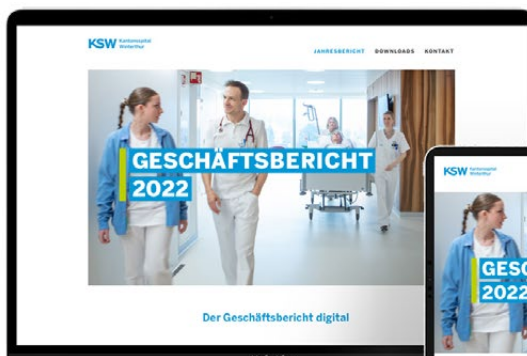 KSW Kantonsspital
Winterthur
JAHRESBERICHT DOWNLOADS KONTAKT
GESCHÄFTSBERICHT
2022
Der Geschäftsbericht digital
KSW Kantonsspital
Winterthur
GESC
2022